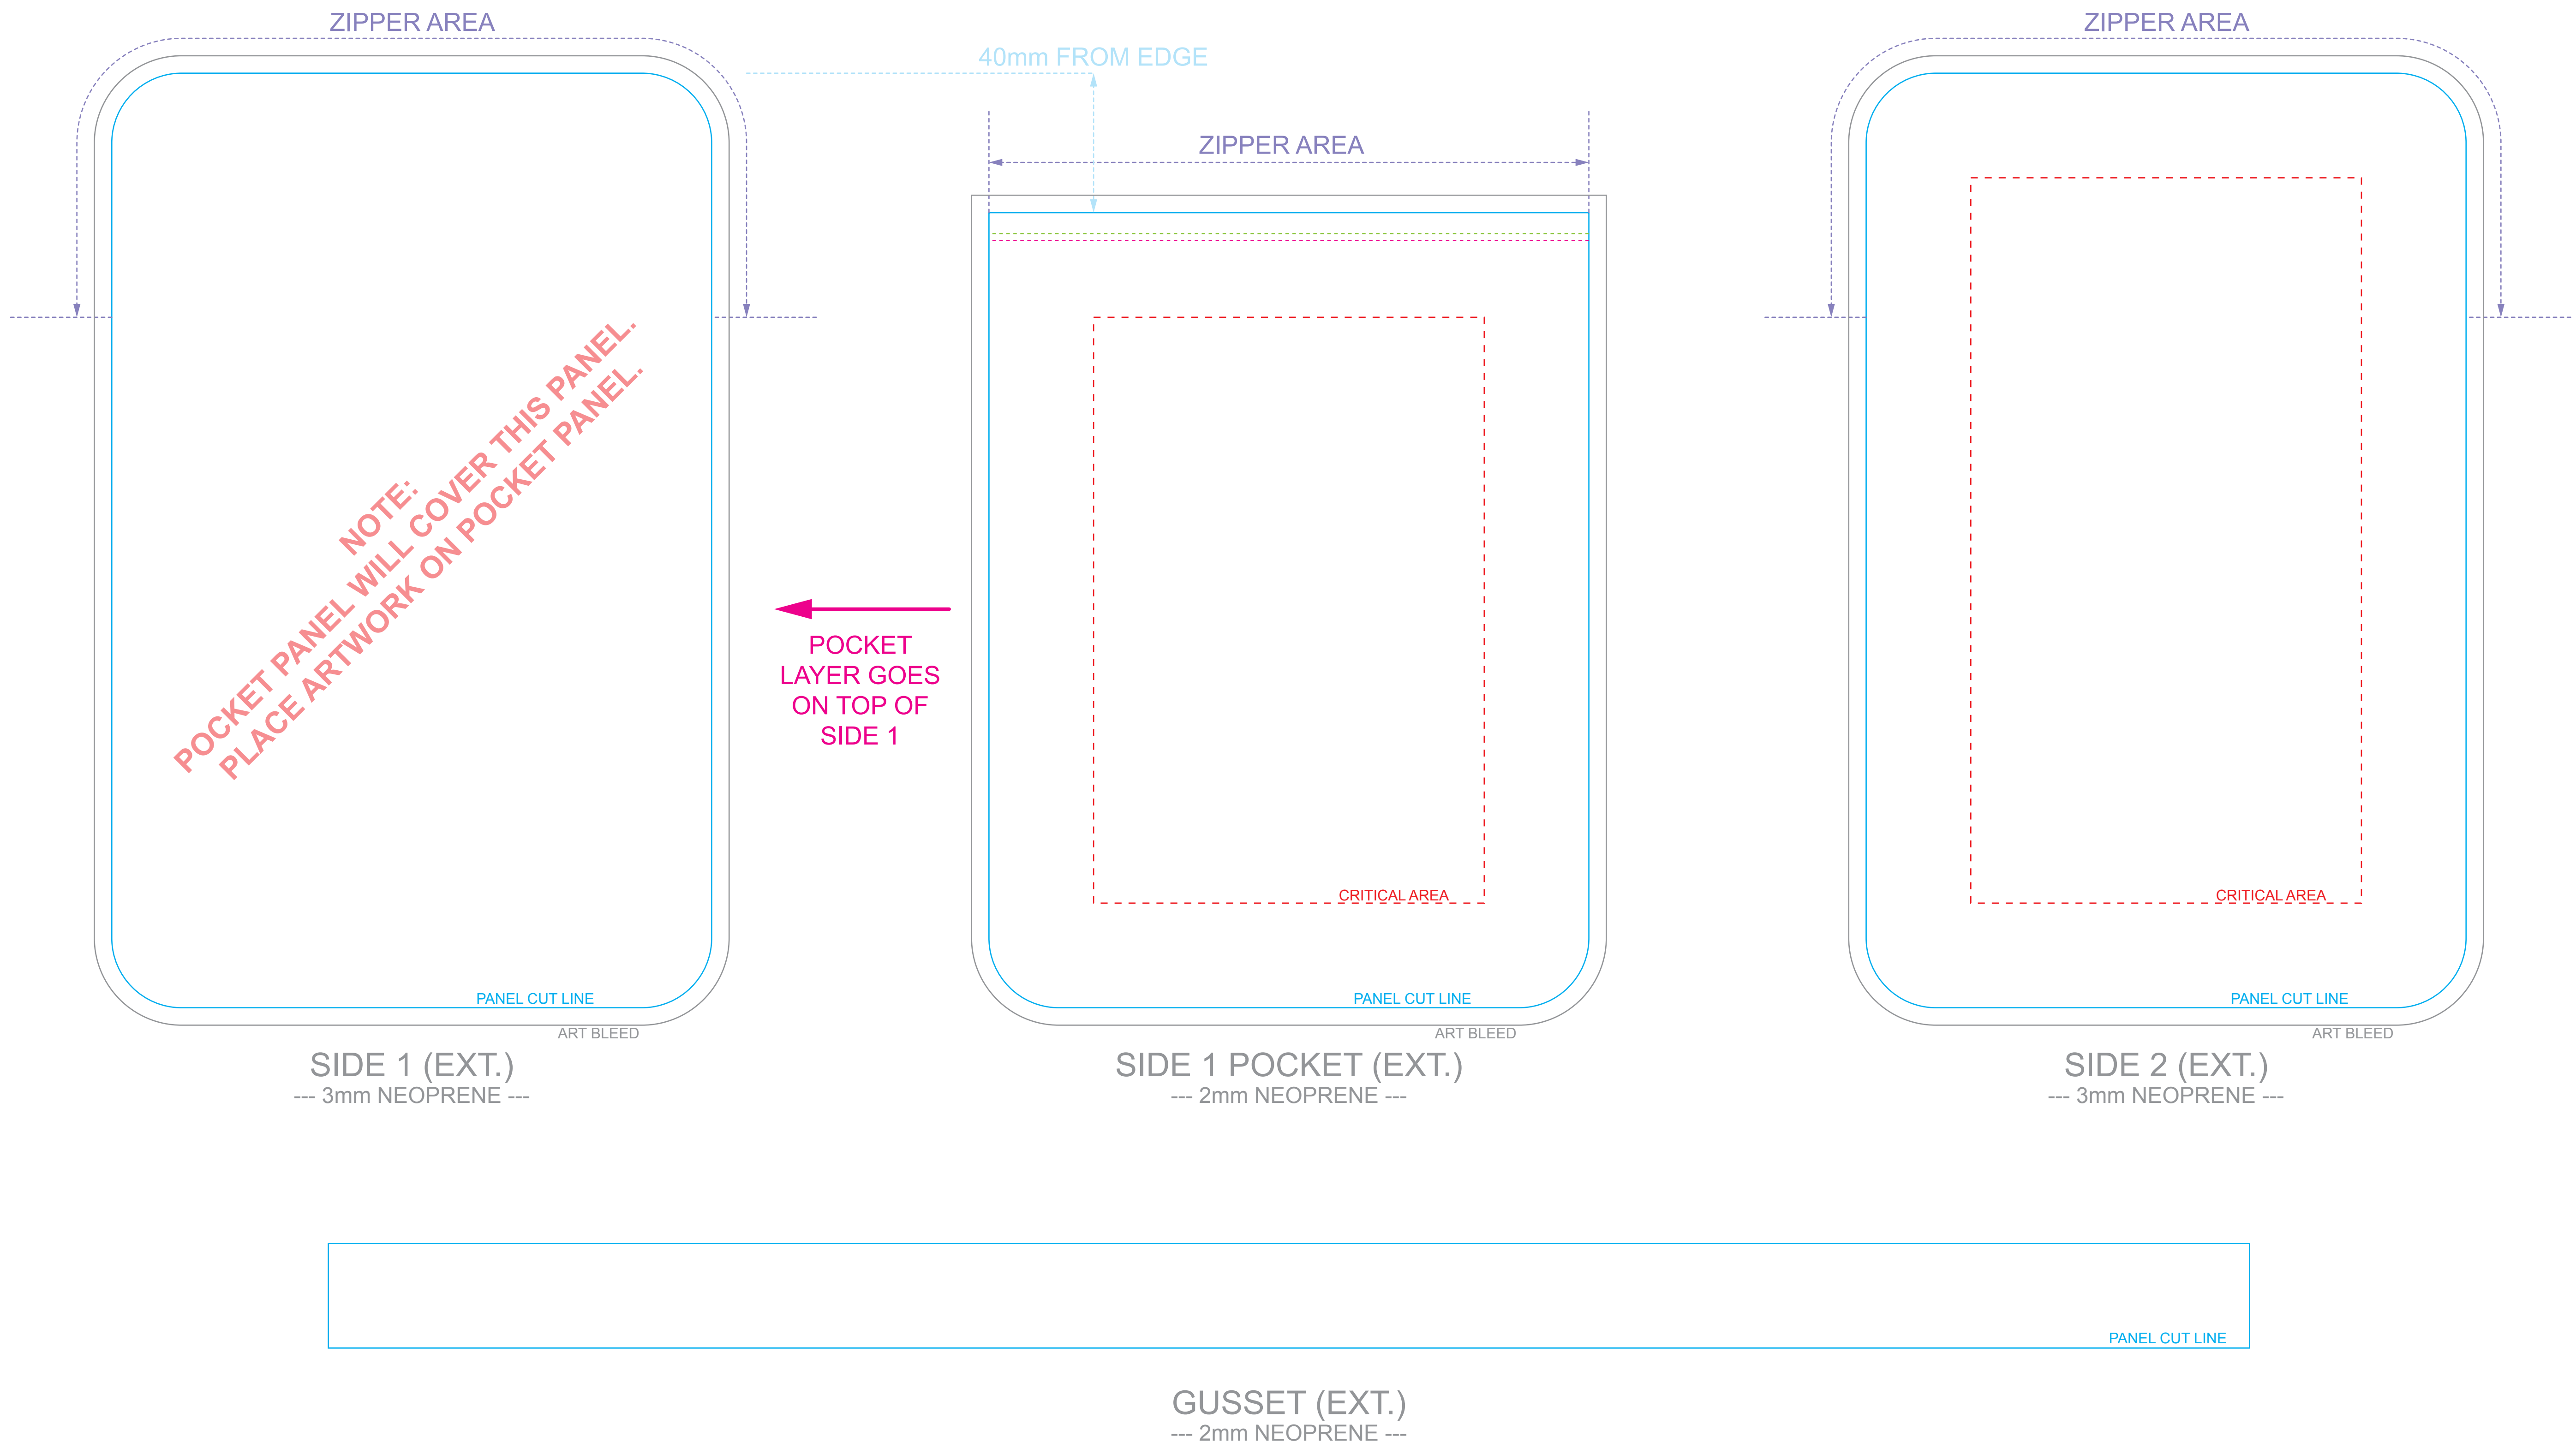 ZIPPER AREA
ZIPPER AREA
40mm FROM EDGE
ZIPPER AREA
NOTE:
POCKET PANEL WILL COVER THIS PANEL.
PLACE ARTWORK ON POCKET PANEL.
POCKET
LAYER GOES
ON TOP OF
SIDE 1
CRITICAL AREA
CRITICAL AREA
PANEL CUT LINE
PANEL CUT LINE
PANEL CUT LINE
ART BLEED
ART BLEED
ART BLEED
SIDE 1 (EXT.)
--- 3mm NEOPRENE ---
SIDE 1 POCKET (EXT.)
--- 2mm NEOPRENE ---
SIDE 2 (EXT.)
--- 3mm NEOPRENE ---
PANEL CUT LINE
GUSSET (EXT.)
--- 2mm NEOPRENE ---